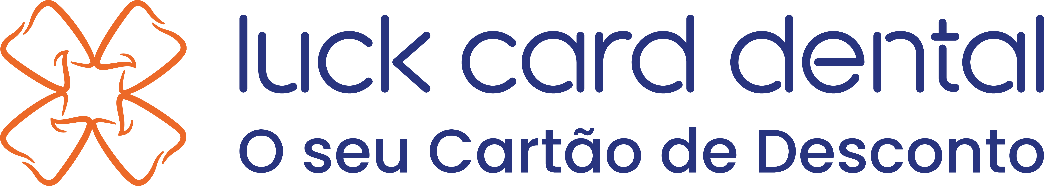 luck card dental
O seu Cartão de Desconto